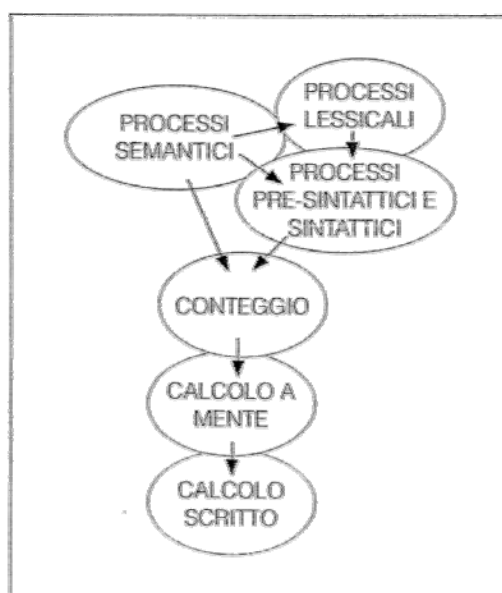 PROCESSI
LESSICALI
PROCESSI
SEMANTICI
PROCESSI
PRE-SINTATTICI E
SINTATTICI
CONTEGGIO
CALCOLO A
MENTE
CALCOLO
SCRITTO